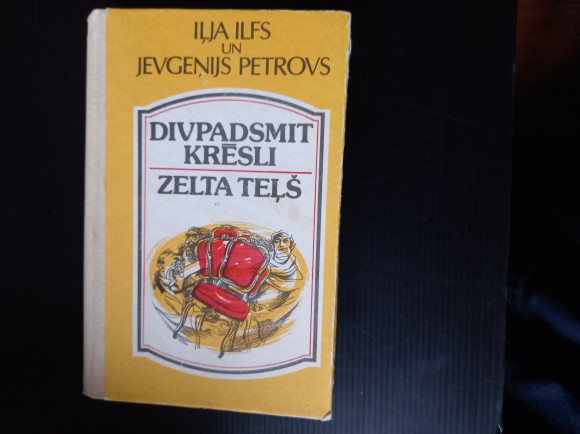 IĻJA ILFS
UN
JEVGEŅIJS PETROVS
DIVPADSMIT
KRĒSLI
ZELTA TEĻŠ